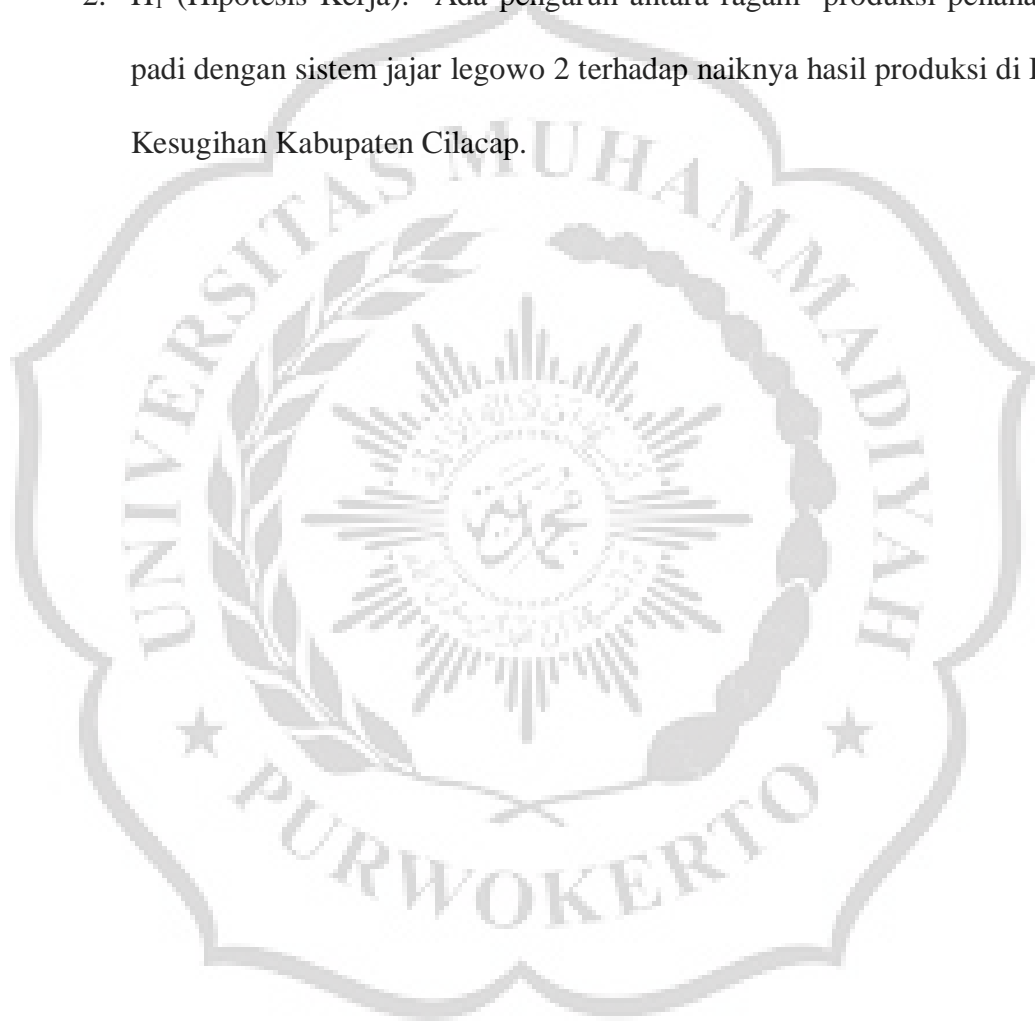 2. H₁ (Hipotesis Kerja): Ada pengaruh antara ragam produksi
padi dengan sistem jajar legowo 2 terhadap naiknya hasil produksi di
Kesugihan Kabupaten Cilacap.
UNIVERSITAS MUHAMMADIYAH
PURWOKERTO